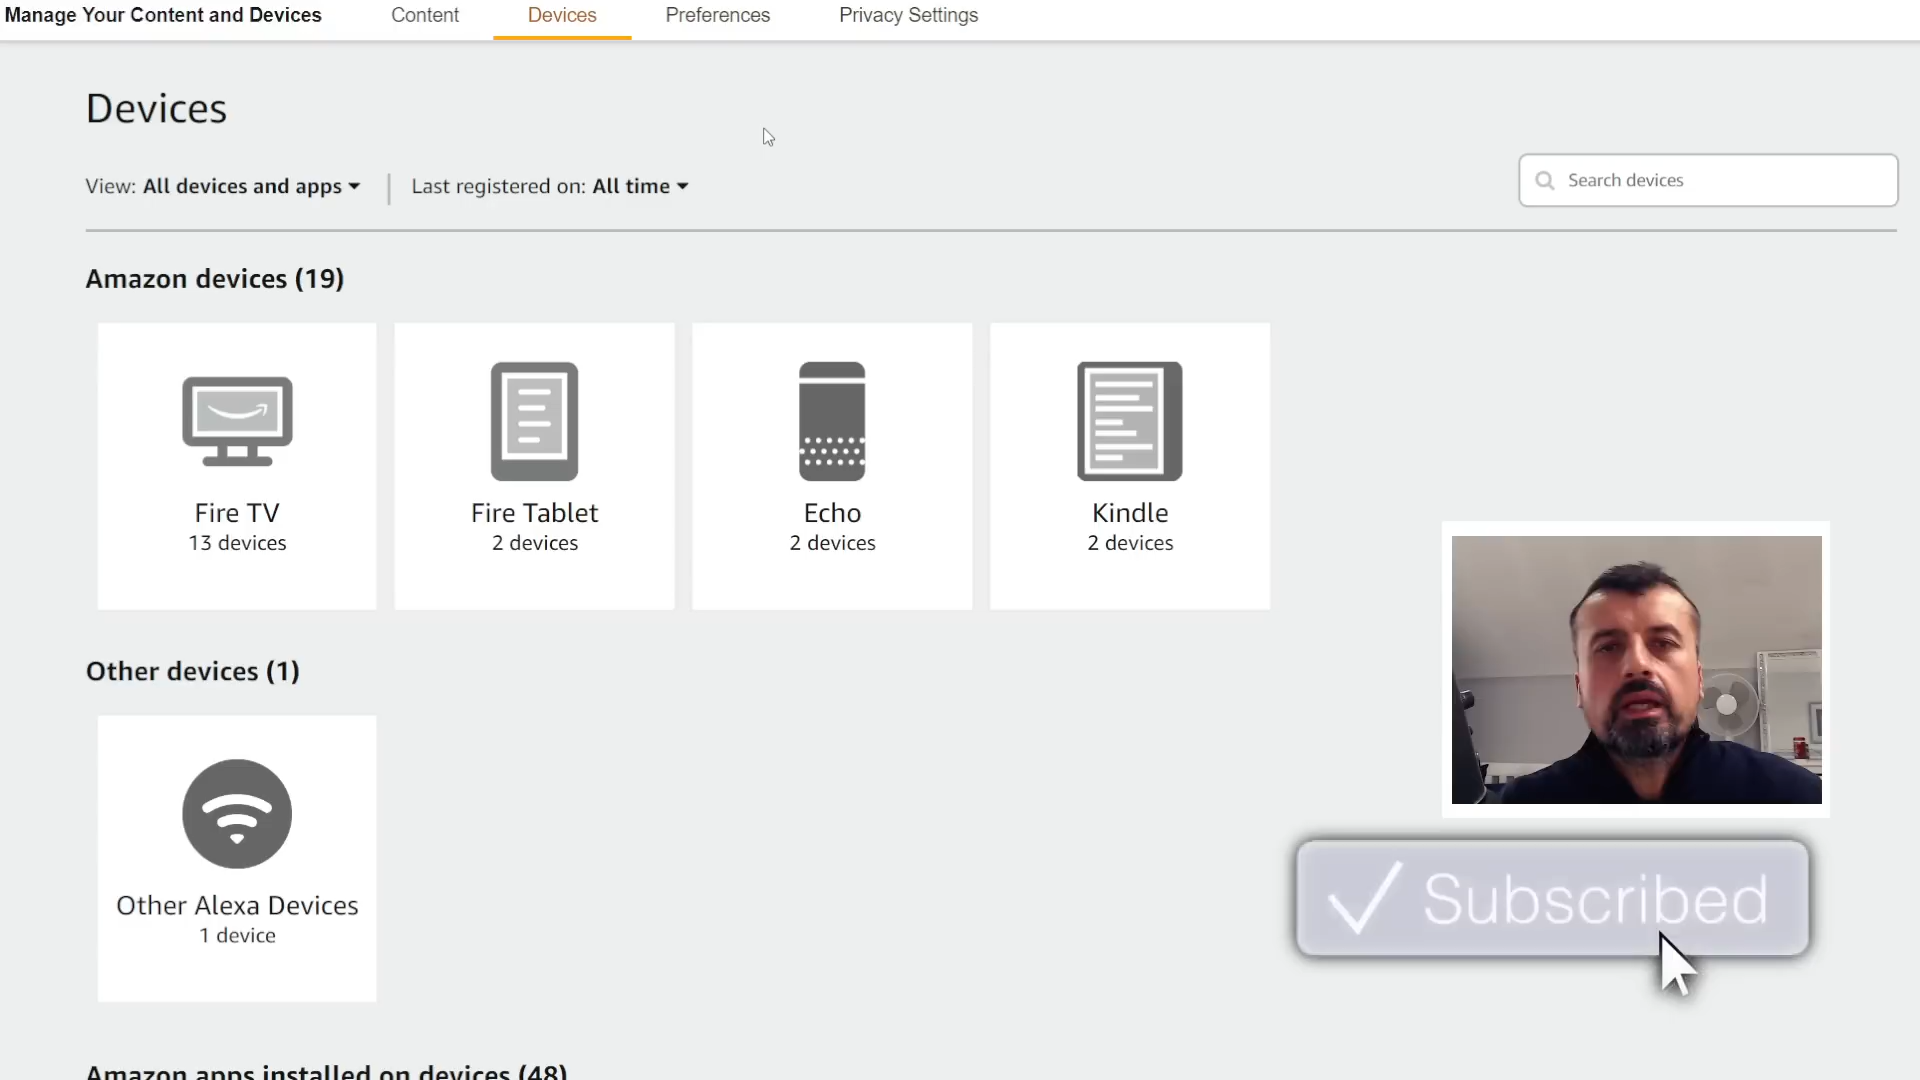 Manage Your Content and Devices
Content
Devices
Preferences
Privacy Settings
Devices
View: All devices and apps
Last registered on: All time
Search devices
Amazon devices (19)
Fire TV
13 devices
Fire Tablet
2 devices
Echo
2 devices
Kindle
2 devices
Other devices (1)
Other Alexa Devices
1 device
Subscribed
Amazon apps installed on devices (48)